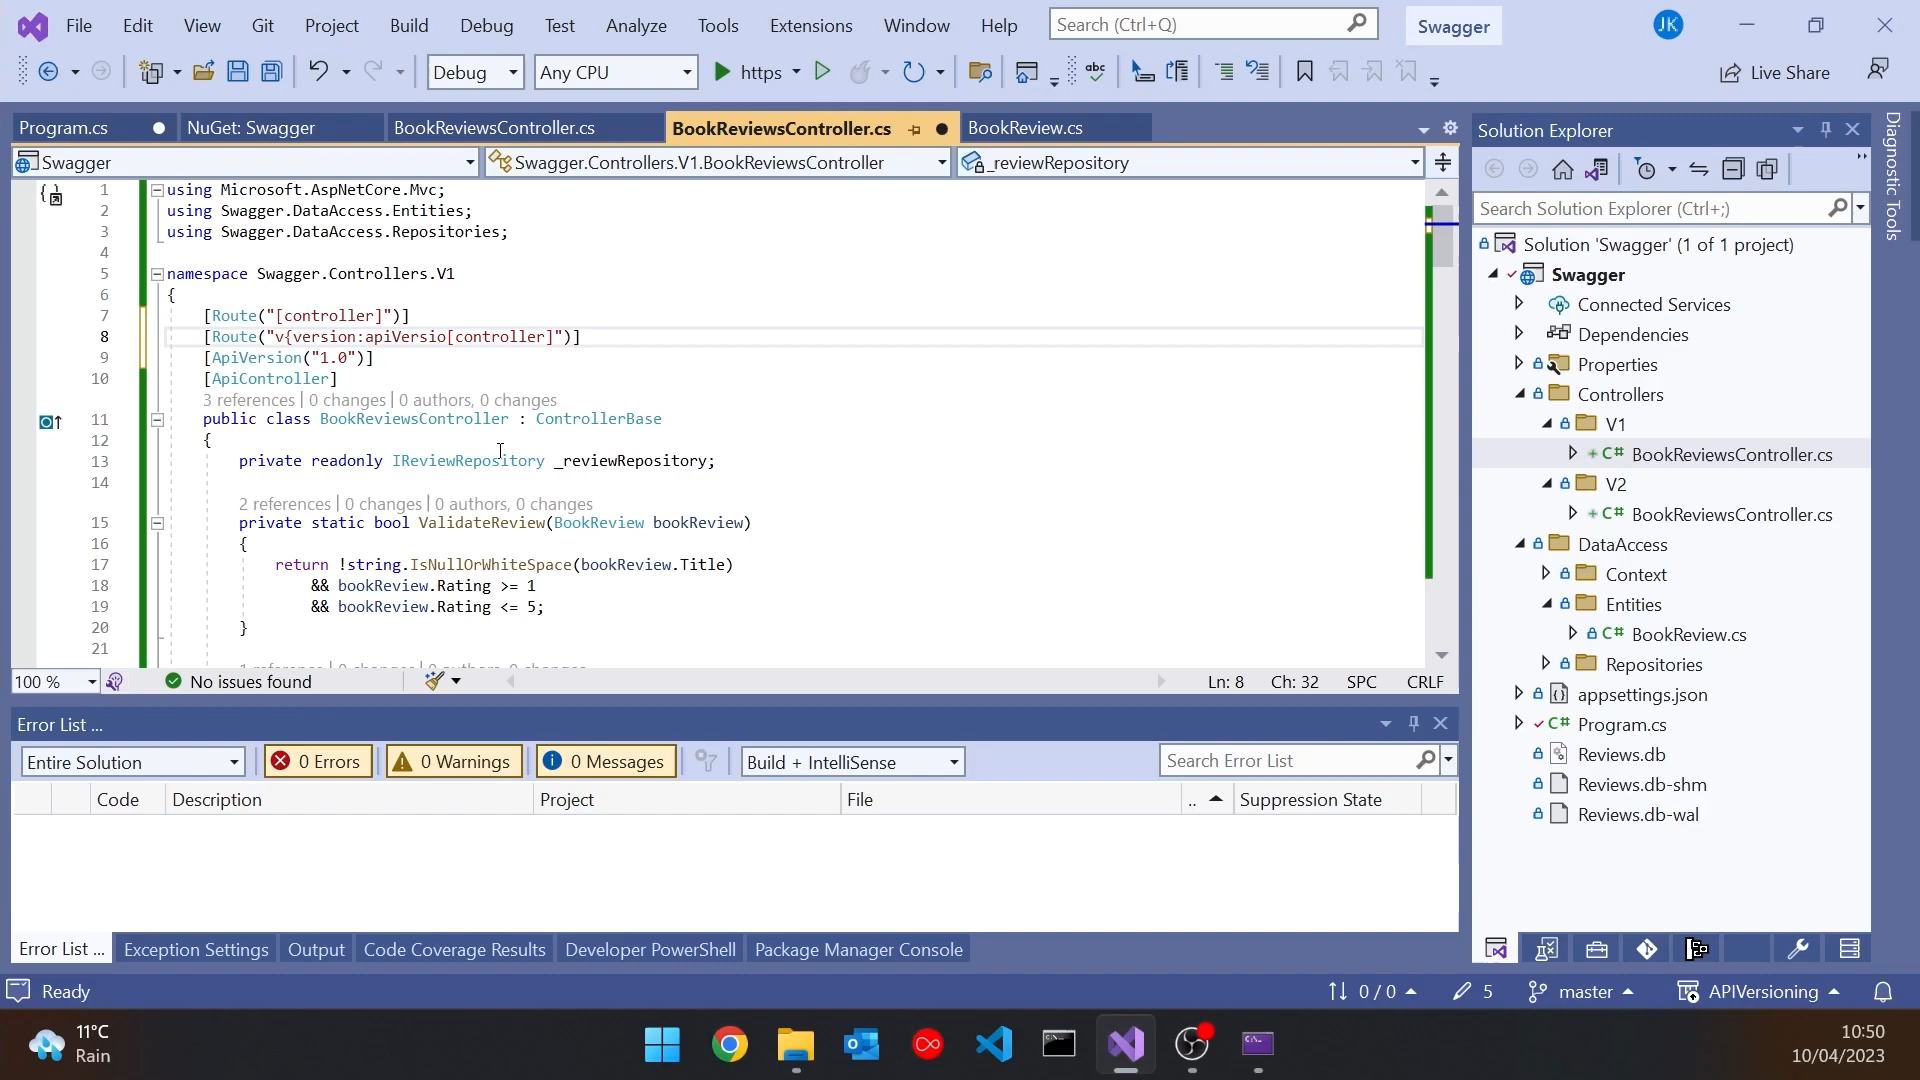 File Edit View Git Project Build Debug Test Analyze Tools Extensions Window Help Search (Ctrl+Q) Swagger JK
Debug Any CPU https abc Live Share
Program.cs NuGet: Swagger BookReviewsController.cs BookReviewsController.cs BookReview.cs
Swagger Swagger.Controllers.V1.BookReviewsController _reviewRepository
1 using Microsoft.AspNetCore.Mvc;
2 using Swagger.DataAccess.Entities;
3 using Swagger.DataAccess.Repositories;
4
5 namespace Swagger.Controllers.V1
6 {
7 [Route("[controller]")]
8 [Route("v{version:apiVersio[controller]")]
9 [ApiVersion("1.0")]
10 [ApiController]
3 references | 0 changes | 0 authors, 0 changes
11 public class BookReviewsController : ControllerBase
12 {
13 private readonly IReviewRepository _reviewRepository;
14
2 references | 0 changes | 0 authors, 0 changes
15 private static bool ValidateReview(BookReview bookReview)
16 {
17 return !string.IsNullOrWhiteSpace(bookReview.Title)
18 && bookReview.Rating >= 1
19 && bookReview.Rating <= 5;
20 }
21
1 reference | 0 changes | 0 authors, 0 changes
100 % No issues found Ln: 8 Ch: 32 SPC CRLF
Error List ...
Entire Solution 0 Errors 0 Warnings 0 Messages Build + IntelliSense Search Error List
Code Description Project File .. Suppression State
Error List ... Exception Settings Output Code Coverage Results Developer PowerShell Package Manager Console
Solution Explorer
Search Solution Explorer (Ctrl+;)
Solution 'Swagger' (1 of 1 project)
Swagger
Connected Services
Dependencies
Properties
Controllers
V1
C# BookReviewsController.cs
V2
C# BookReviewsController.cs
DataAccess
Context
Entities
C# BookReview.cs
Repositories
appsettings.json
C# Program.cs
Reviews.db
Reviews.db-shm
Reviews.db-wal
Diagnostic Tools
Ready 0 / 0 5 master APIVersioning
11°C
Rain
10:50
10/04/2023